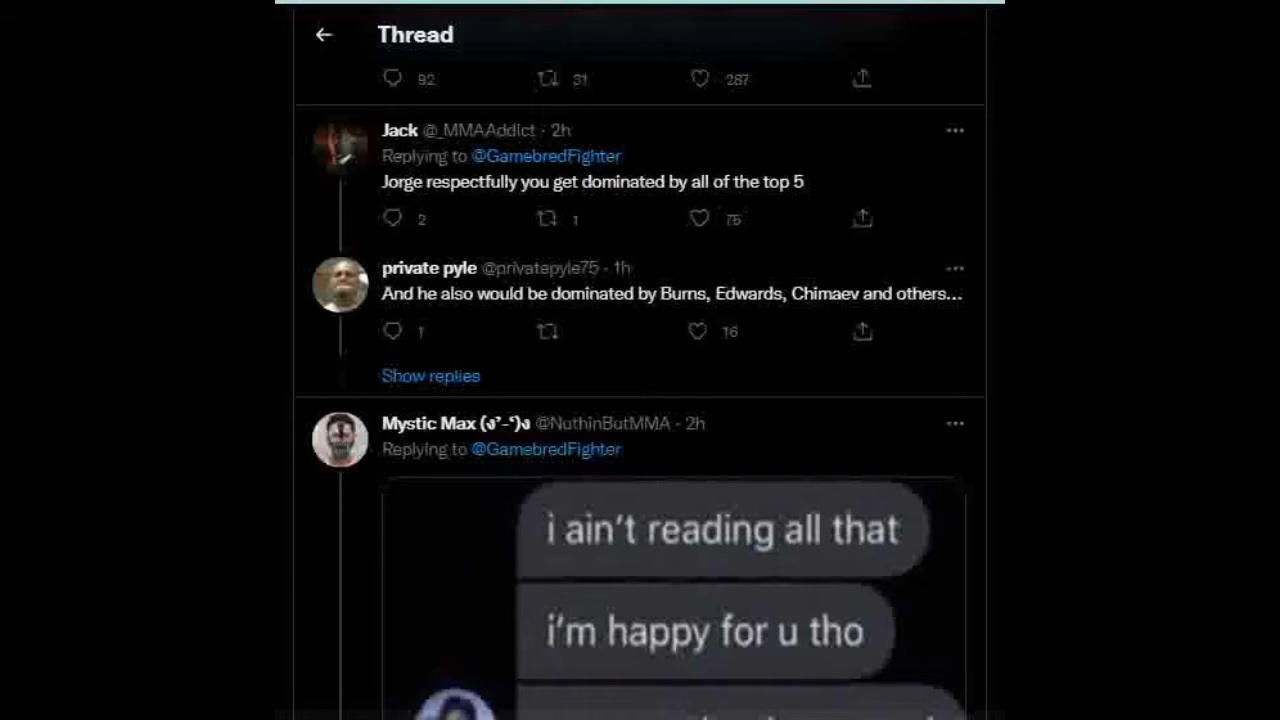 Thread
92 31 287
Jack @_MMAAddict · 2h
Replying to @GamebredFighter
Jorge respectfully you get dominated by all of the top 5
2 1 75
private pyle @privatepyle75 · 1h
And he also would be dominated by Burns, Edwards, Chimaev and others...
1 16
Show replies
Mystic Max (ง'̀-'́)ง @NuthinButMMA · 2h
Replying to @GamebredFighter
i ain't reading all that
i'm happy for u tho